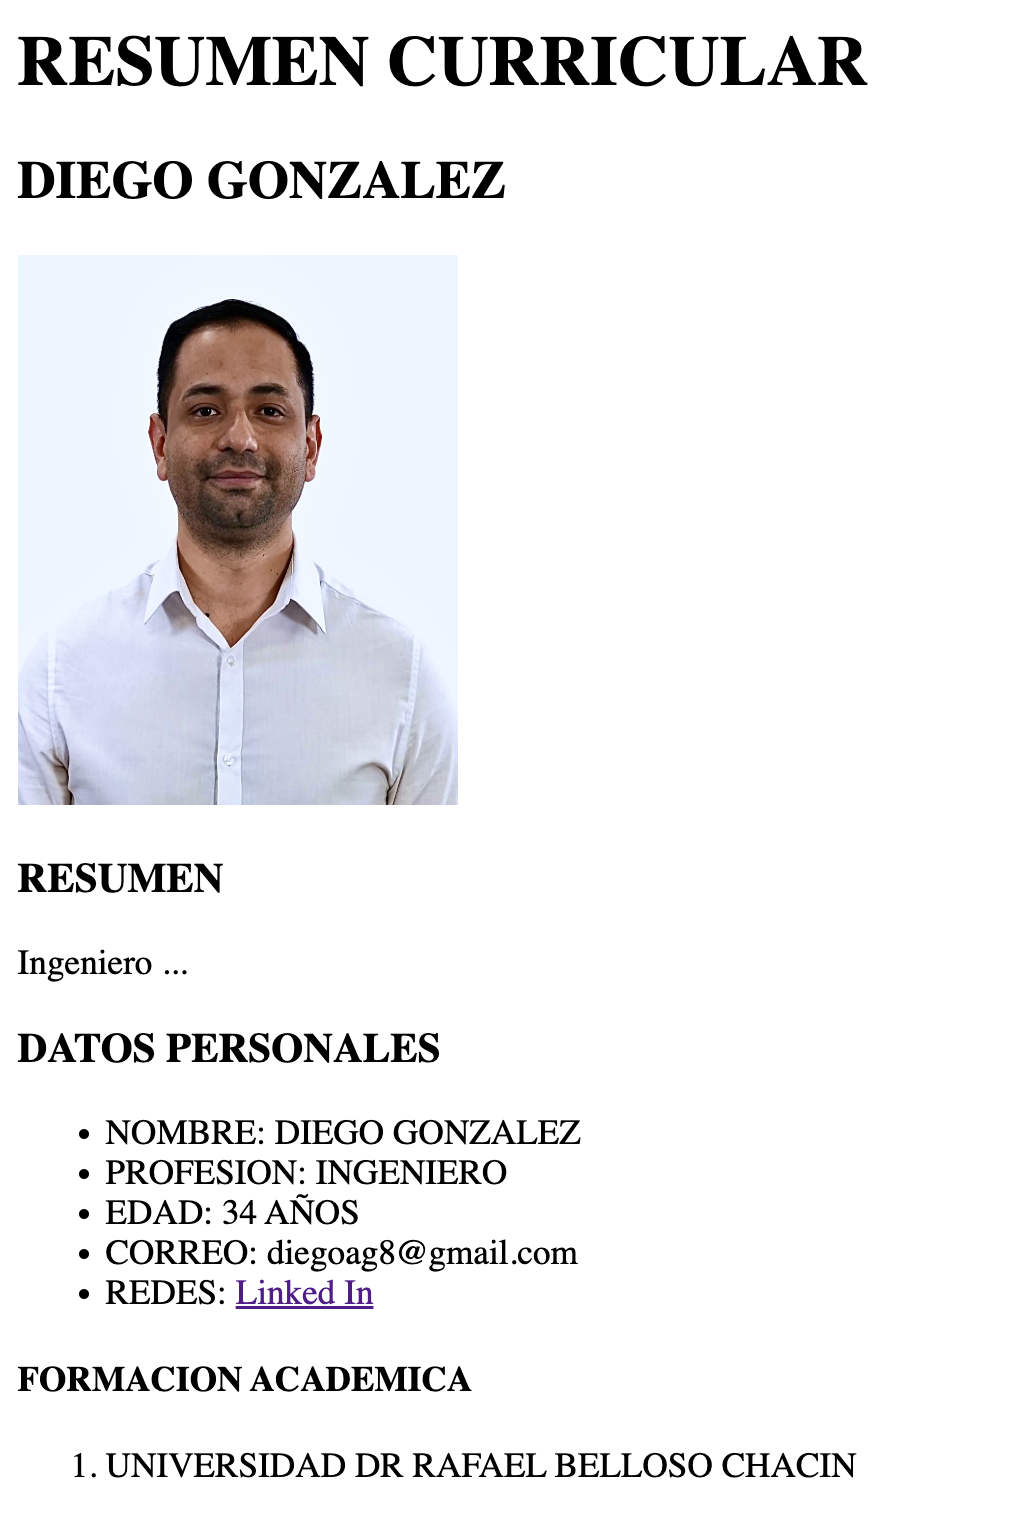 RESUMEN CURRICULAR
DIEGO GONZALEZ
RESUMEN
Ingeniero ...
DATOS PERSONALES
• NOMBRE: DIEGO GONZALEZ
• PROFESION: INGENIERO
• EDAD: 34 AÑOS
• CORREO: diegoag8@gmail.com
• REDES: Linked In
FORMACION ACADEMICA
1. UNIVERSIDAD DR RAFAEL BELLOSO CHACIN